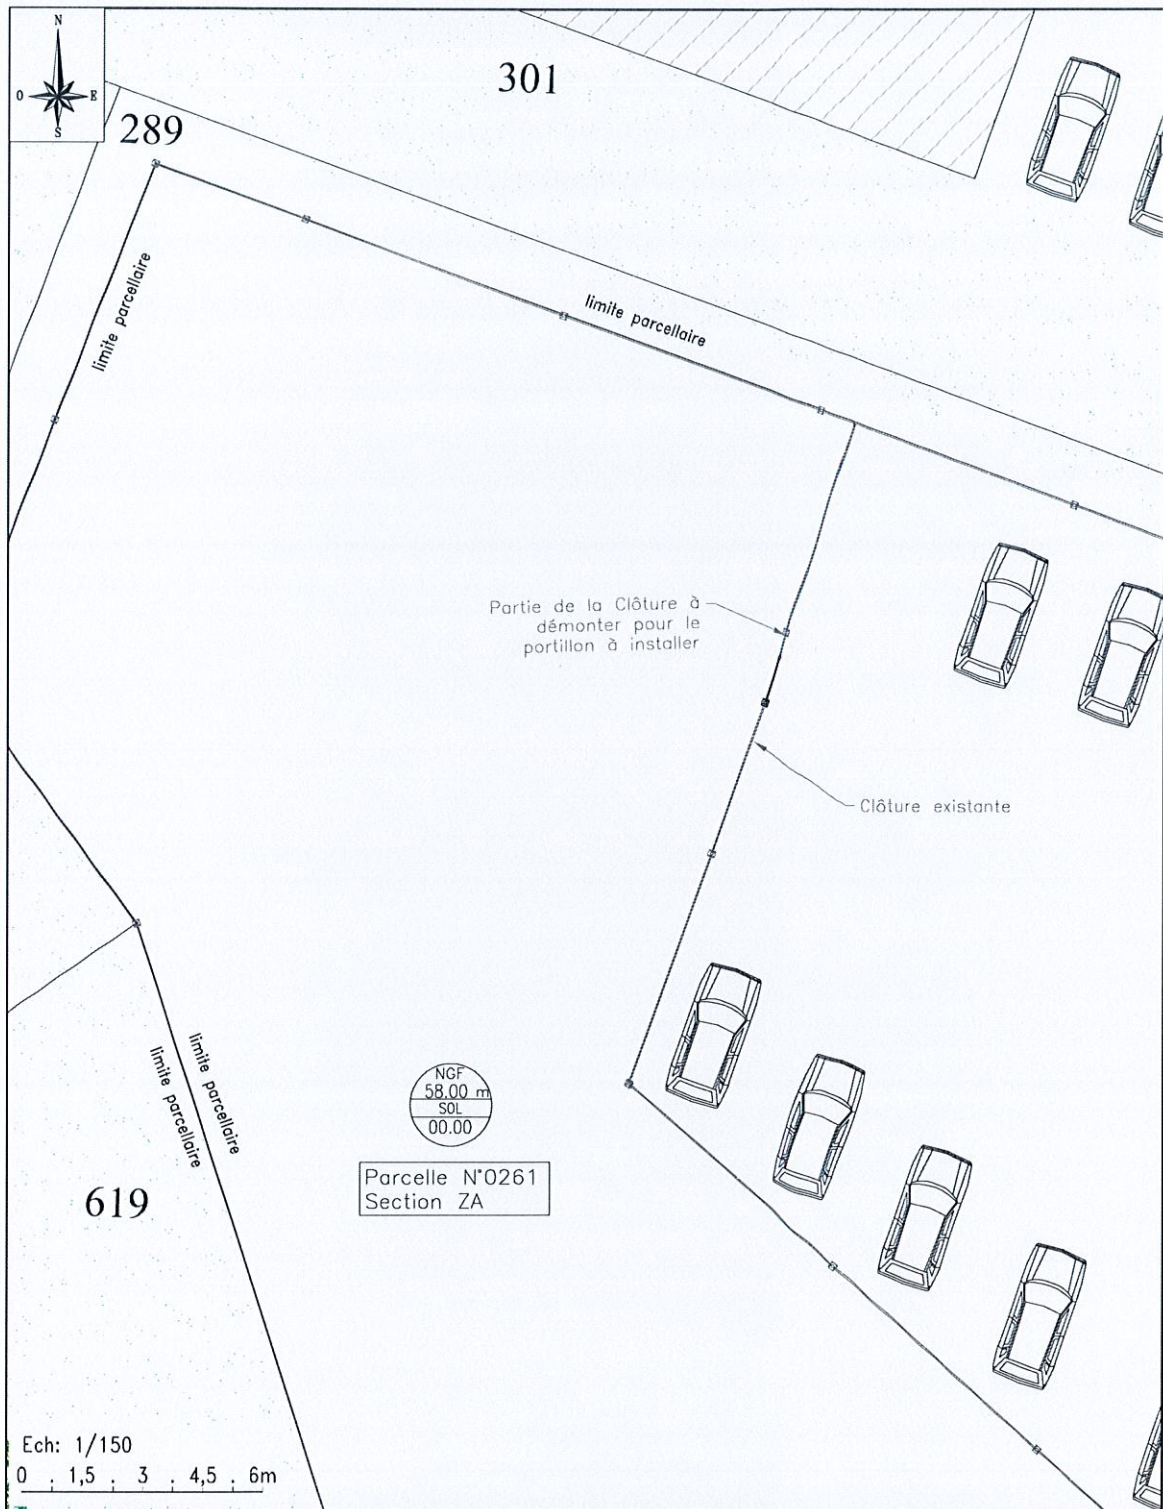 N
O
E
S
301
289
limite parcellaire
limite parcellaire
Partie de la Clôture à
démonter pour le
portillon à installer
Clôture existante
limite parcellaire
limite parcellaire
NGF
58.00 m
SOL
00.00
Parcelle N°0261
Section ZA
619
Ech: 1/150
0 . 1,5 . 3 . 4,5 . 6m